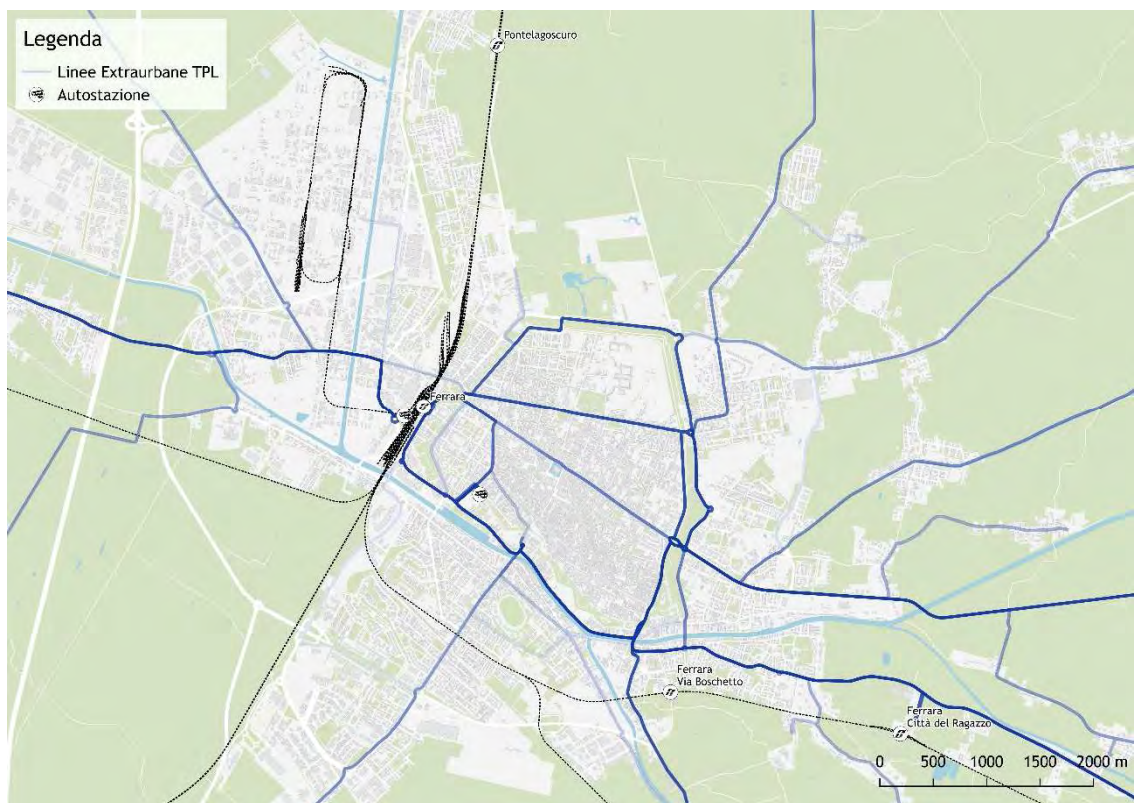 Legenda
Linee Extraurbane TPL
Autostazione
Pontelagoscuro
Ferrara
Ferrara
Via Boschetto
Ferrara
Città del Ragazzo
0 500 1000 1500 2000 m